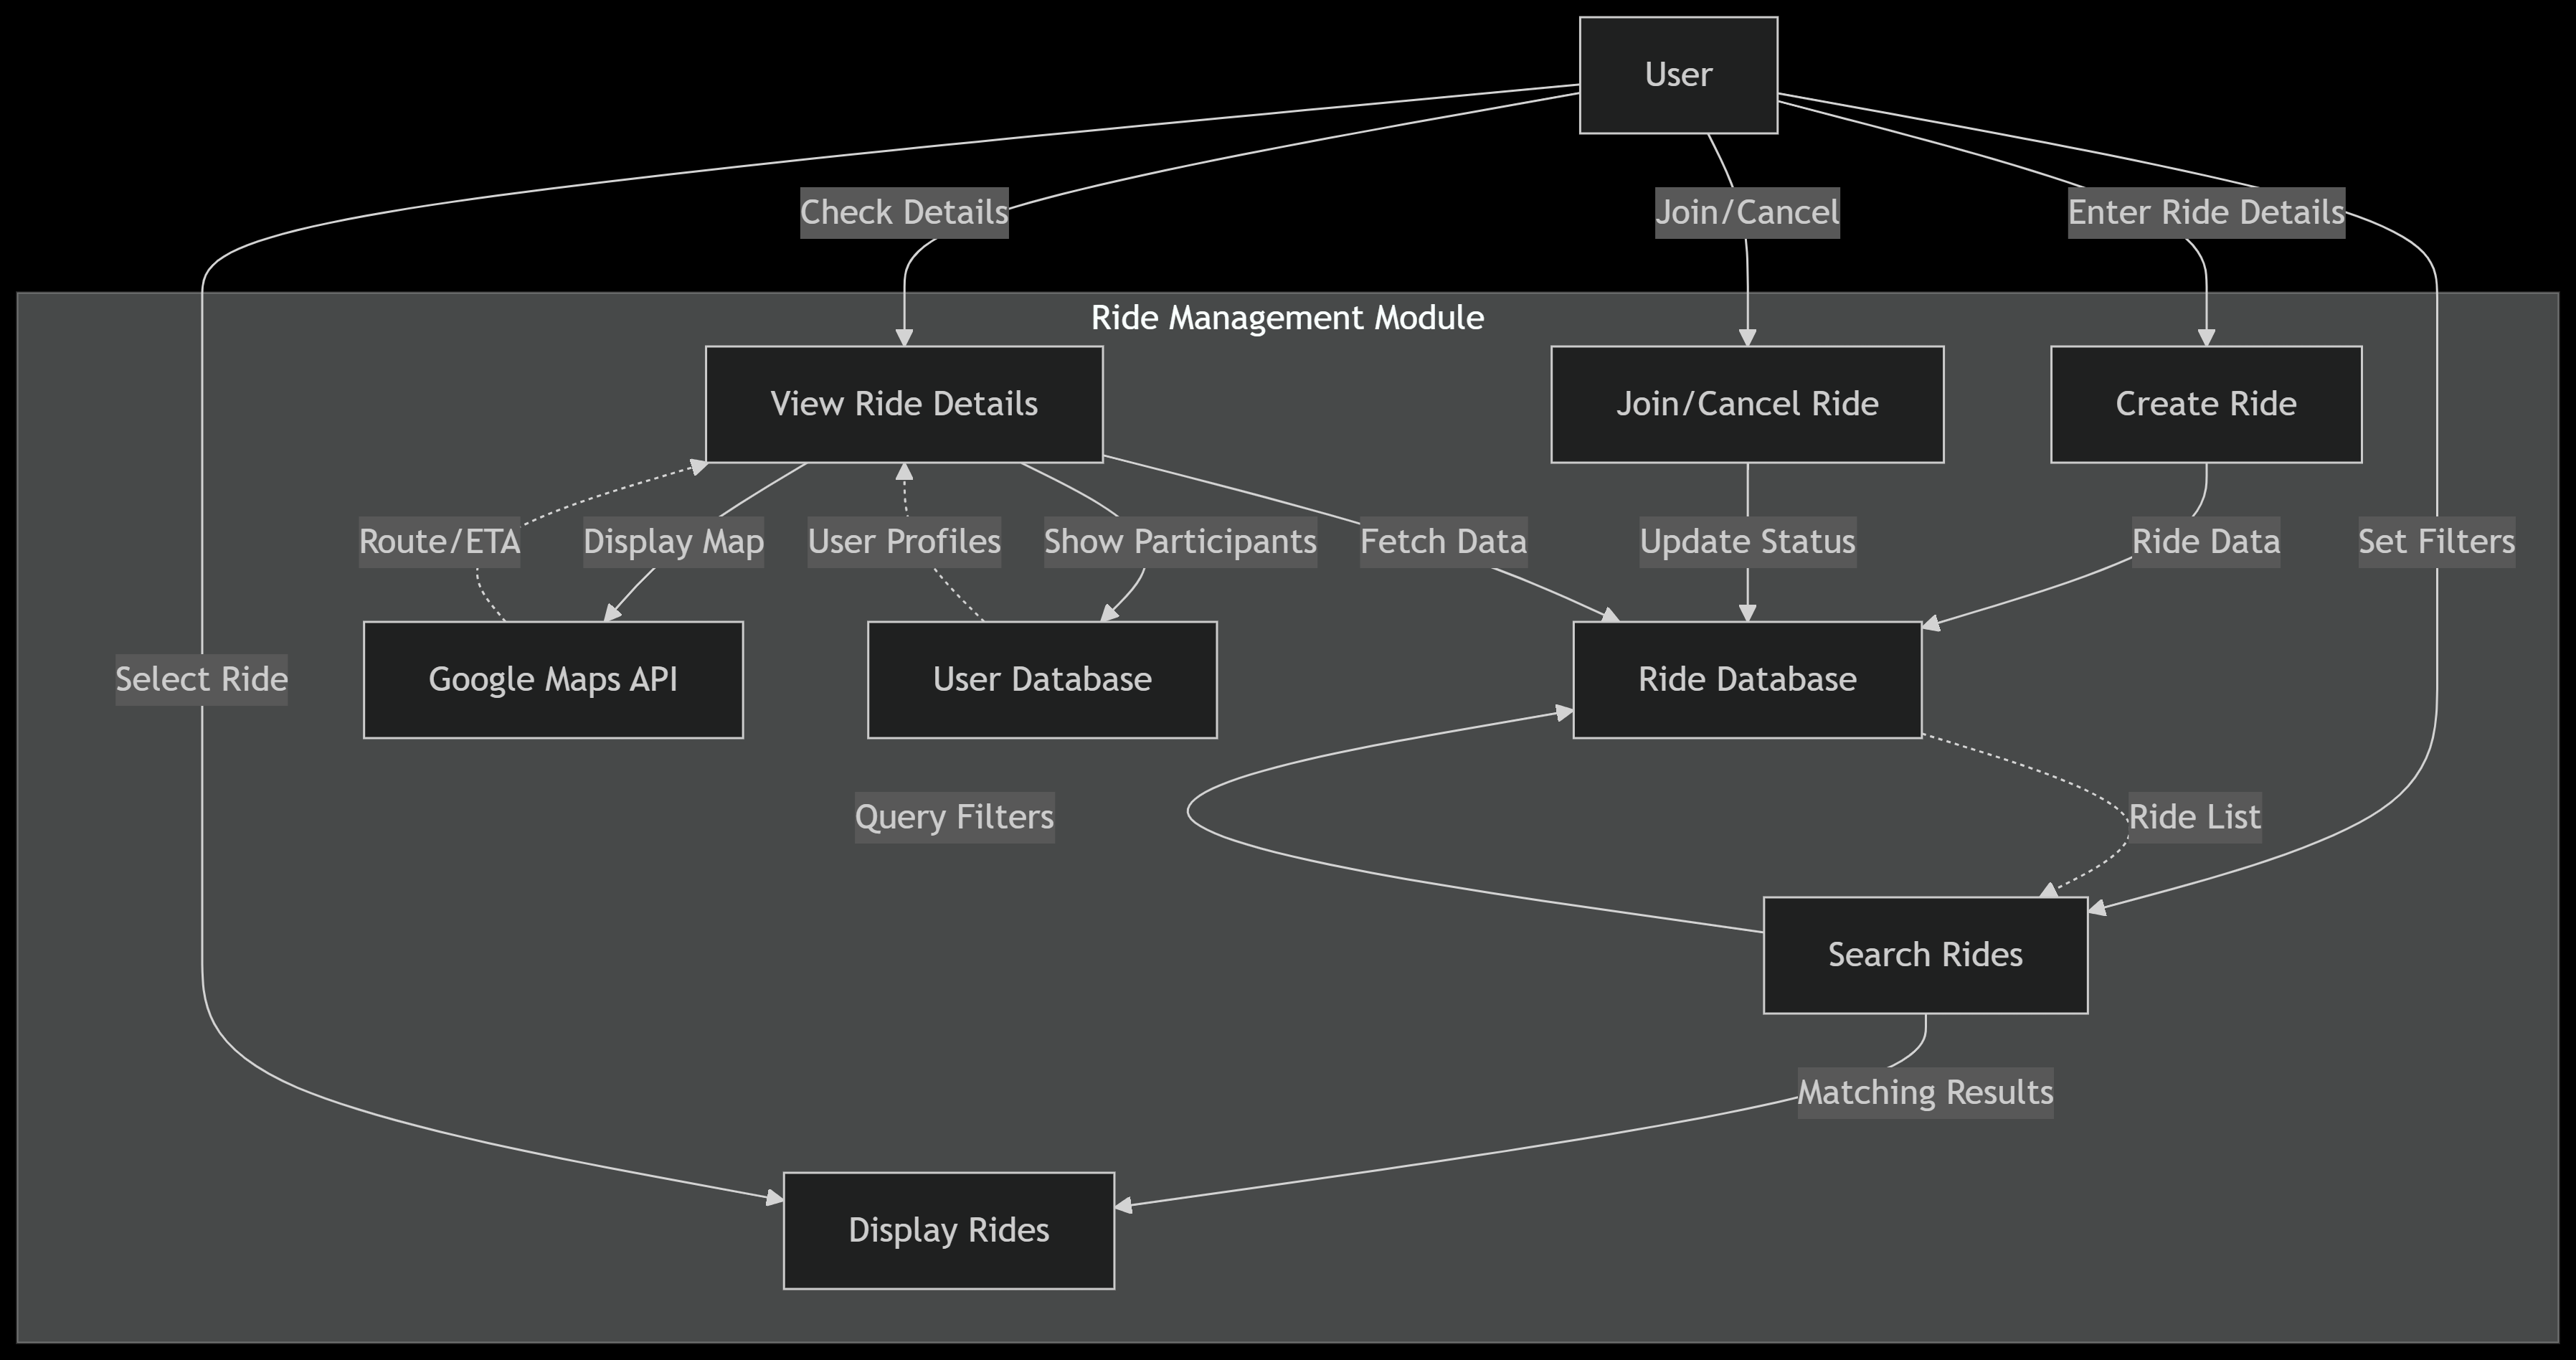 User
Check Details
Join/Cancel
Enter Ride Details
Ride Management Module
View Ride Details
Join/Cancel Ride
Create Ride
Route/ETA
Display Map
User Profiles
Show Participants
Fetch Data
Update Status
Ride Data
Set Filters
Select Ride
Google Maps API
User Database
Ride Database
Query Filters
Ride List
Search Rides
Matching Results
Display Rides